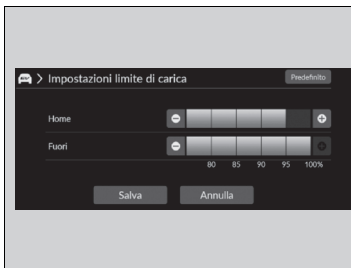 > Impostazioni limite di carica
Predefinito
Home
Fuori
80 85 90 95 100%
Salva
Annulla